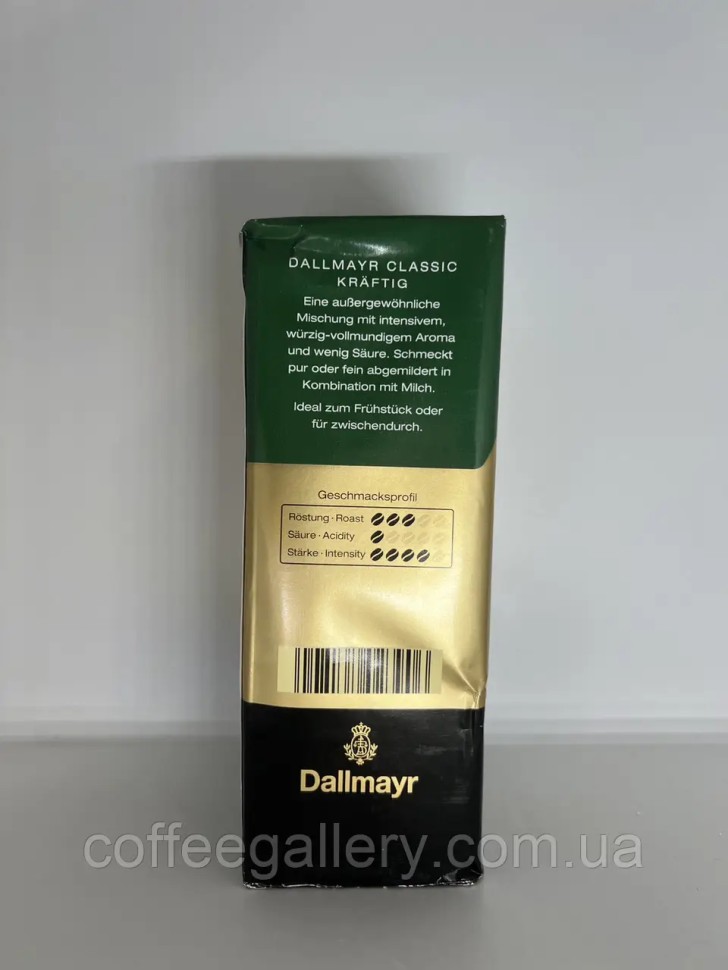 DALLMAYR CLASSIC
KRÄFTIG
Eine außergewöhnliche
Mischung mit intensivem,
würzig-vollmundigem Aroma
und wenig Säure. Schmeckt
pur oder fein abgemildert in
Kombination mit Milch.
Ideal zum Frühstück oder
für zwischendurch.
Geschmacksprofil
Röstung · Roast
Säure · Acidity
Stärke · Intensity
Dallmayr
coffeegallery.com.ua